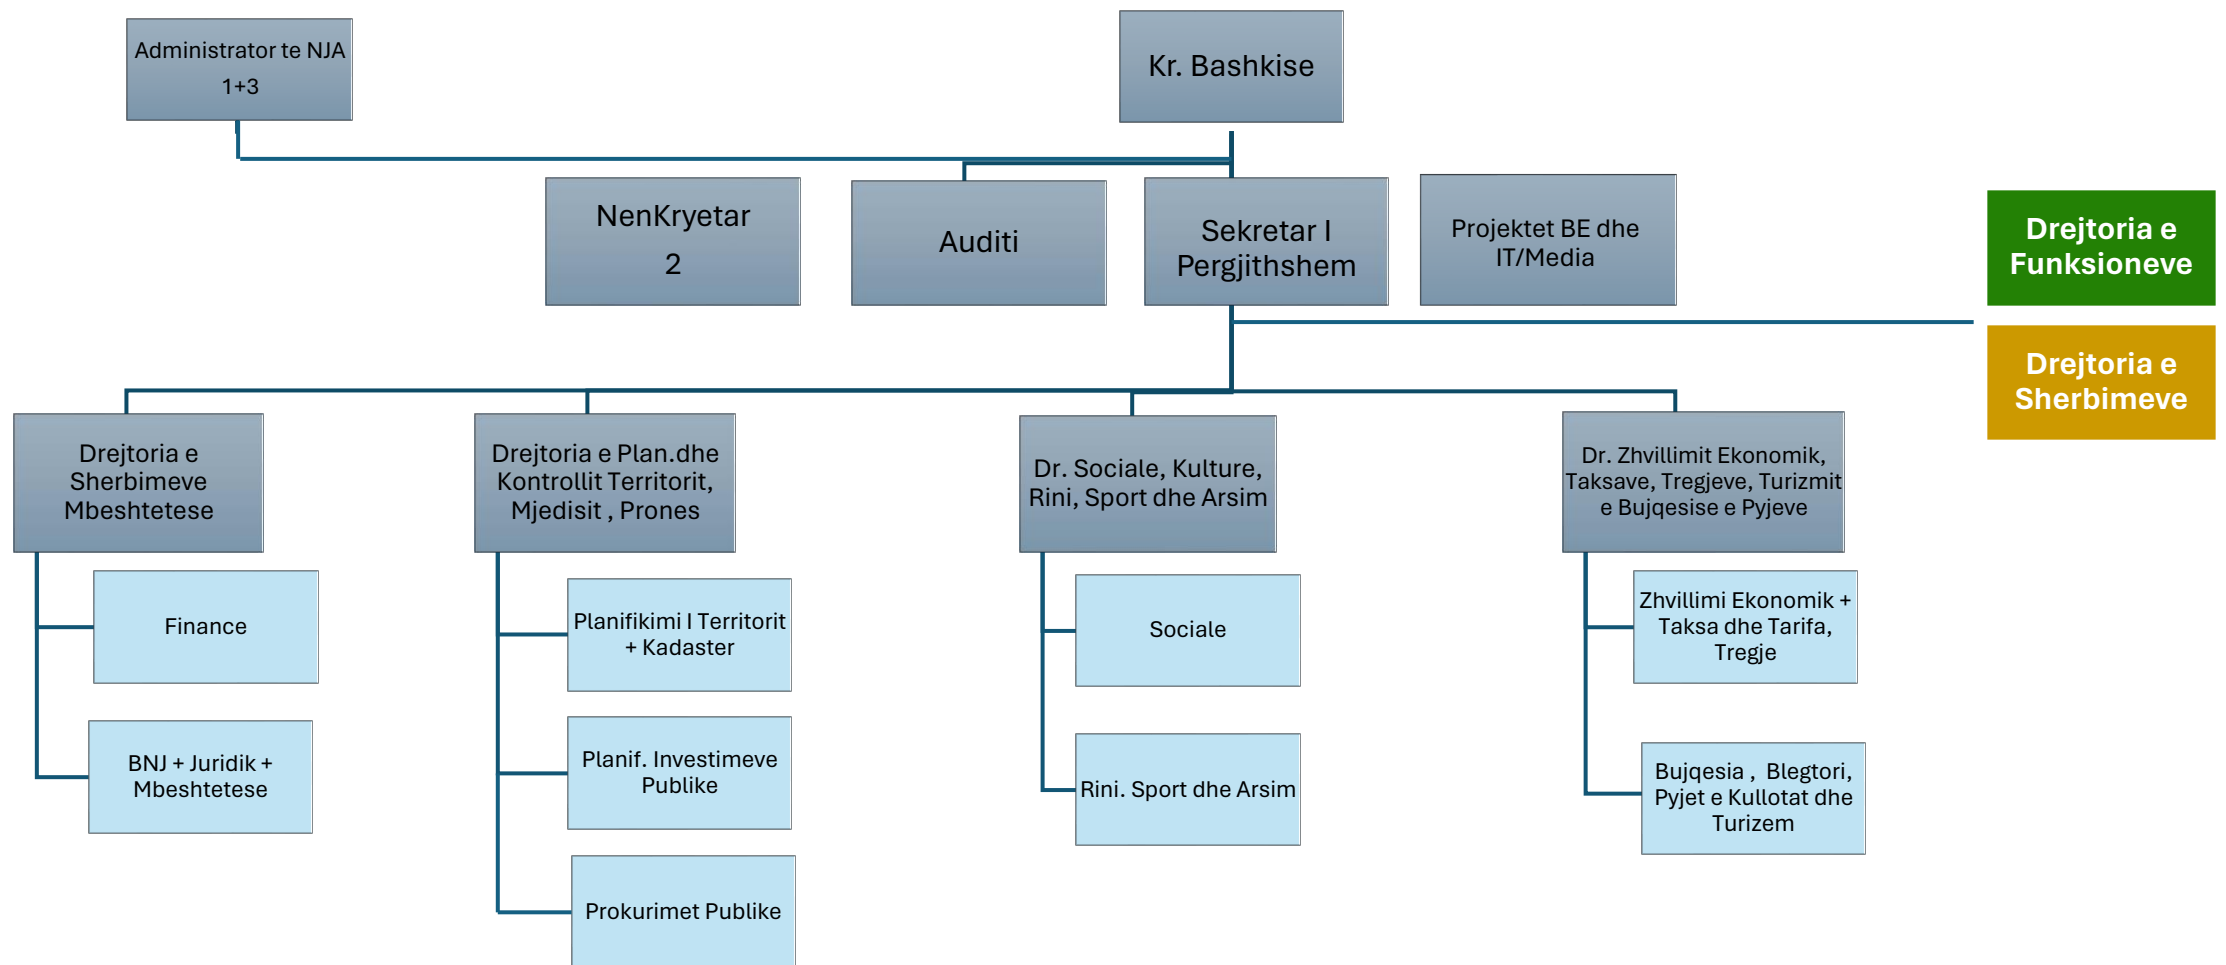 Administrator te NJA
1+3
Kr. Bashkise
NenKryetar
2
Auditi
Sekretar I
Pergjithshem
Projektet BE dhe
IT/Media
Drejtoria e
Funksioneve
Drejtoria e
Sherbimeve
Drejtoria e
Sherbimeve
Mbeshtetese
Drejtoria e Plan.dhe
Kontrollit Territorit,
Mjedisit , Prones
Dr. Sociale, Kulture,
Rini, Sport dhe Arsim
Dr. Zhvillimit Ekonomik,
Taksave, Tregjeve, Turizmit
e Bujqesise e Pyjeve
Finance
BNJ + Juridik +
Mbeshtetese
Planifikimi I Territorit
+ Kadaster
Planif. Investimeve
Publike
Prokurimet Publike
Sociale
Rini. Sport dhe Arsim
Zhvillimi Ekonomik +
Taksa dhe Tarifa,
Tregje
Bujqesia , Blegtori,
Pyjet e Kullotat dhe
Turizem